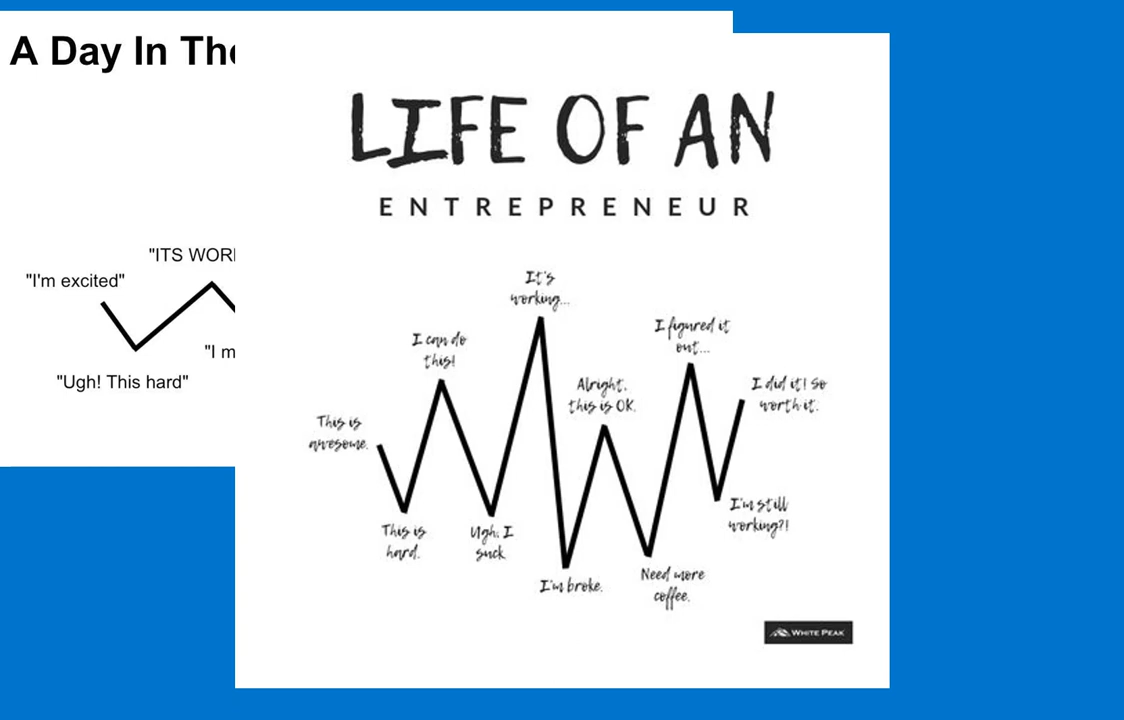 A Day In The
"ITS WOR
"I'm excited"
"I m
"Ugh! This hard"
LIFE OF AN
ENTREPRENEUR
It's
working...
I can do
this!
I figured it
out...
Alright,
this is OK.
I did it! So
worth it.
This is
awesome.
This is
hard.
Ugh, I
suck
I'm still
working?!
I'm broke.
Need more
coffee.
WHITE PEAK